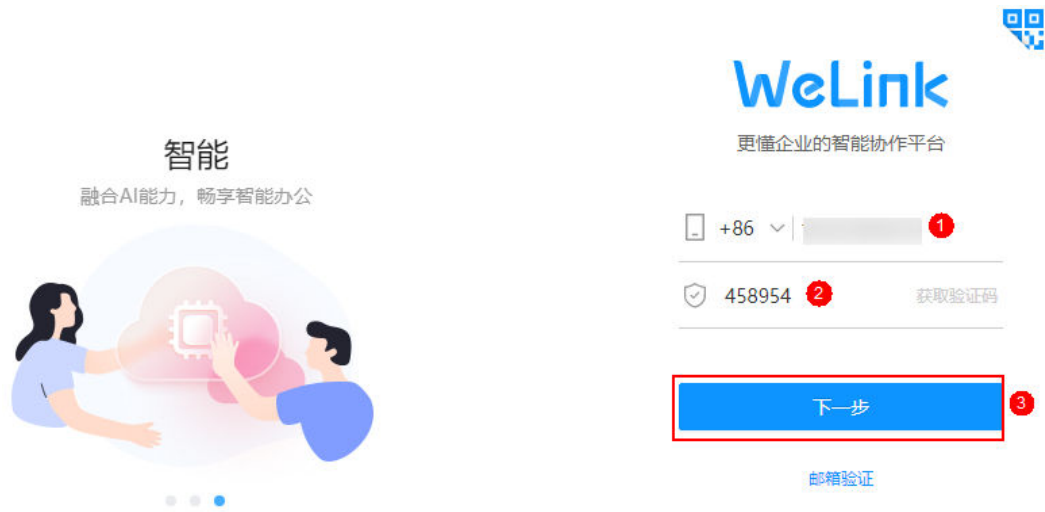 WeLink
更懂企业的智能协作平台
智能
融合AI能力，畅享智能办公
+86
1
458954
2
获取验证码
下一步
3
邮箱验证